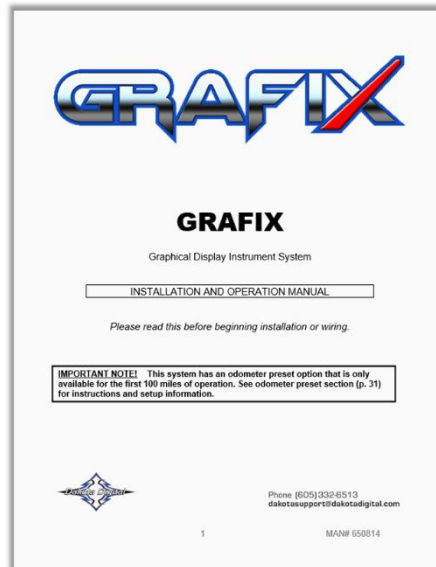 GRAFIX
GRAFIX
Graphical Display Instrument System
INSTALLATION AND OPERATION MANUAL
Please read this before beginning installation or wiring.
IMPORTANT NOTE! This system has an odometer preset option that is only
available for the first 100 miles of operation. See odometer preset section (p. 31)
for instructions and setup information.
Dakota Digital
Phone (605)332-6513
dakotasupport@dakotadigital.com
1 MAN# 650814